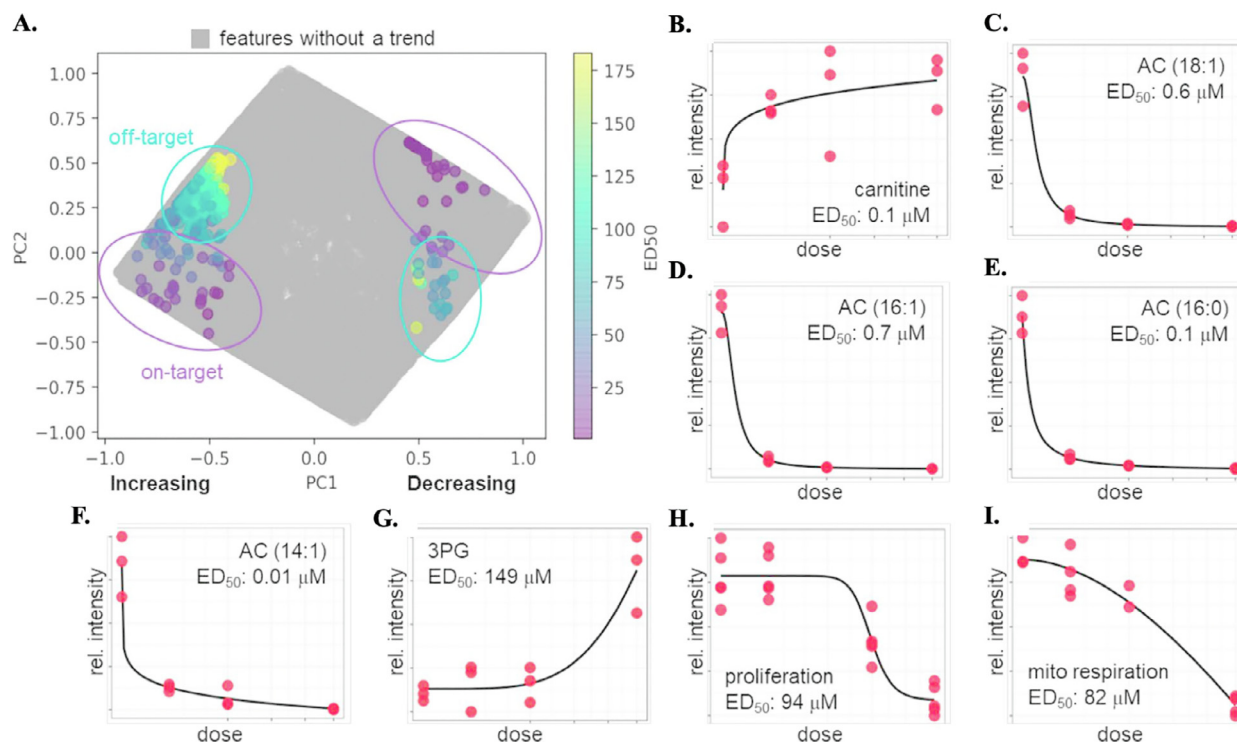 A.
features without a trend
1.00
0.75
0.50
0.25
0.00
−0.25
−0.50
−0.75
−1.00
PC2
off-target
on-target
−1.0
−0.5
0.0
0.5
1.0
Increasing
PC1
Decreasing
175
150
125
100
75
50
25
ED50
B.
rel. intensity
carnitine
ED50: 0.1 μM
dose
C.
rel. intensity
AC (18:1)
ED50: 0.6 μM
dose
D.
rel. intensity
AC (16:1)
ED50: 0.7 μM
dose
E.
rel. intensity
AC (16:0)
ED50: 0.1 μM
dose
F.
rel. intensity
AC (14:1)
ED50: 0.01 μM
dose
G.
rel. intensity
3PG
ED50: 149 μM
dose
H.
rel. intensity
proliferation
ED50: 94 μM
dose
I.
rel. intensity
mito respiration
ED50: 82 μM
dose